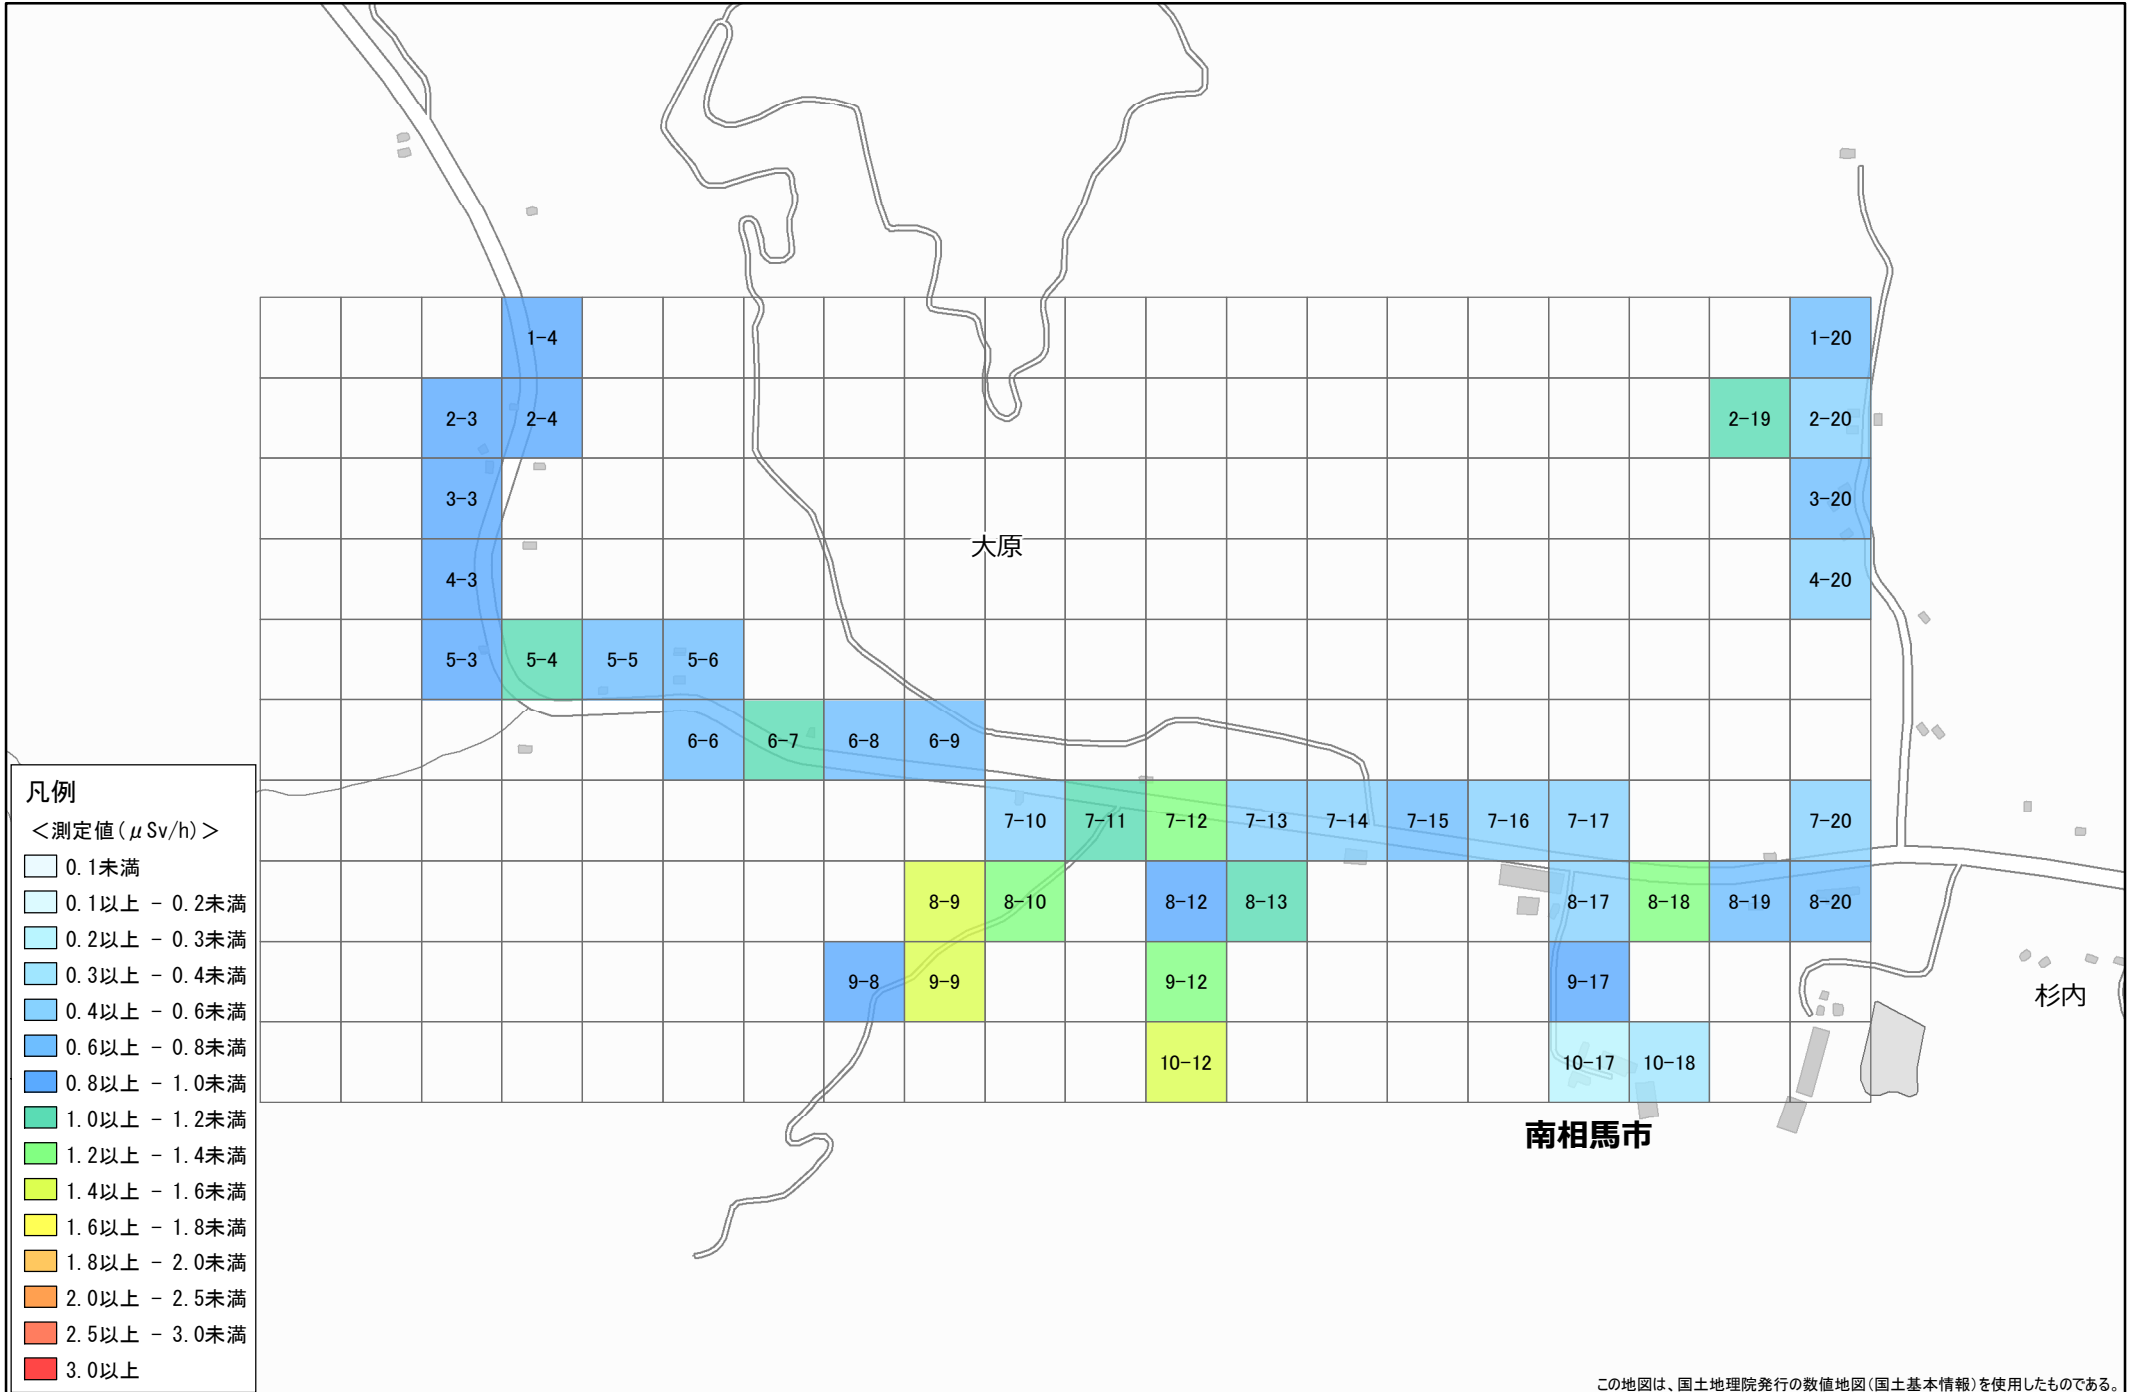 1-4
1-20
2-3
2-4
2-19
2-20
3-3
3-20
大原
4-3
4-20
5-3
5-4
5-5
5-6
6-6
6-7
6-8
6-9
7-10
7-11
7-12
7-13
7-14
7-15
7-16
7-17
7-20
8-9
8-10
8-12
8-13
8-17
8-18
8-19
8-20
9-8
9-9
9-12
9-17
杉内
10-12
10-17
10-18
南相馬市
凡例
＜測定値(μSv/h)＞
0.1未満
0.1以上 - 0.2未満
0.2以上 - 0.3未満
0.3以上 - 0.4未満
0.4以上 - 0.6未満
0.6以上 - 0.8未満
0.8以上 - 1.0未満
1.0以上 - 1.2未満
1.2以上 - 1.4未満
1.4以上 - 1.6未満
1.6以上 - 1.8未満
1.8以上 - 2.0未満
2.0以上 - 2.5未満
2.5以上 - 3.0未満
3.0以上
この地図は、国土地理院発行の数値地図(国土基本情報)を使用したものである。